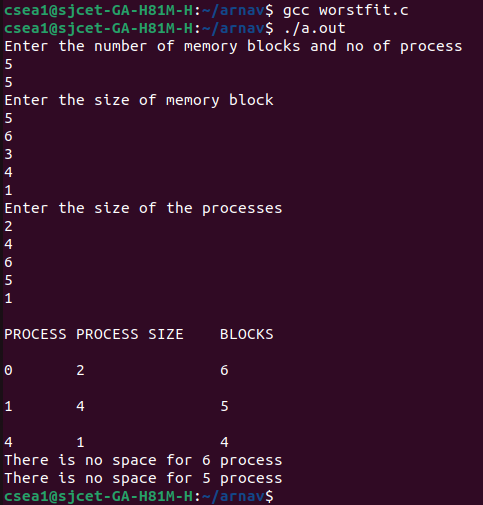 csea1@sjcet-GA-H81M-H:~/arnav$ gcc worstfit.c
csea1@sjcet-GA-H81M-H:~/arnav$ ./a.out
Enter the number of memory blocks and no of process
5
5
Enter the size of memory block
5
6
3
4
1
Enter the size of the processes
2
4
6
5
1
PROCESS PROCESS SIZE    BLOCKS
0       2               6
1       4               5
4       1               4
There is no space for 6 process
There is no space for 5 process
csea1@sjcet-GA-H81M-H:~/arnav$